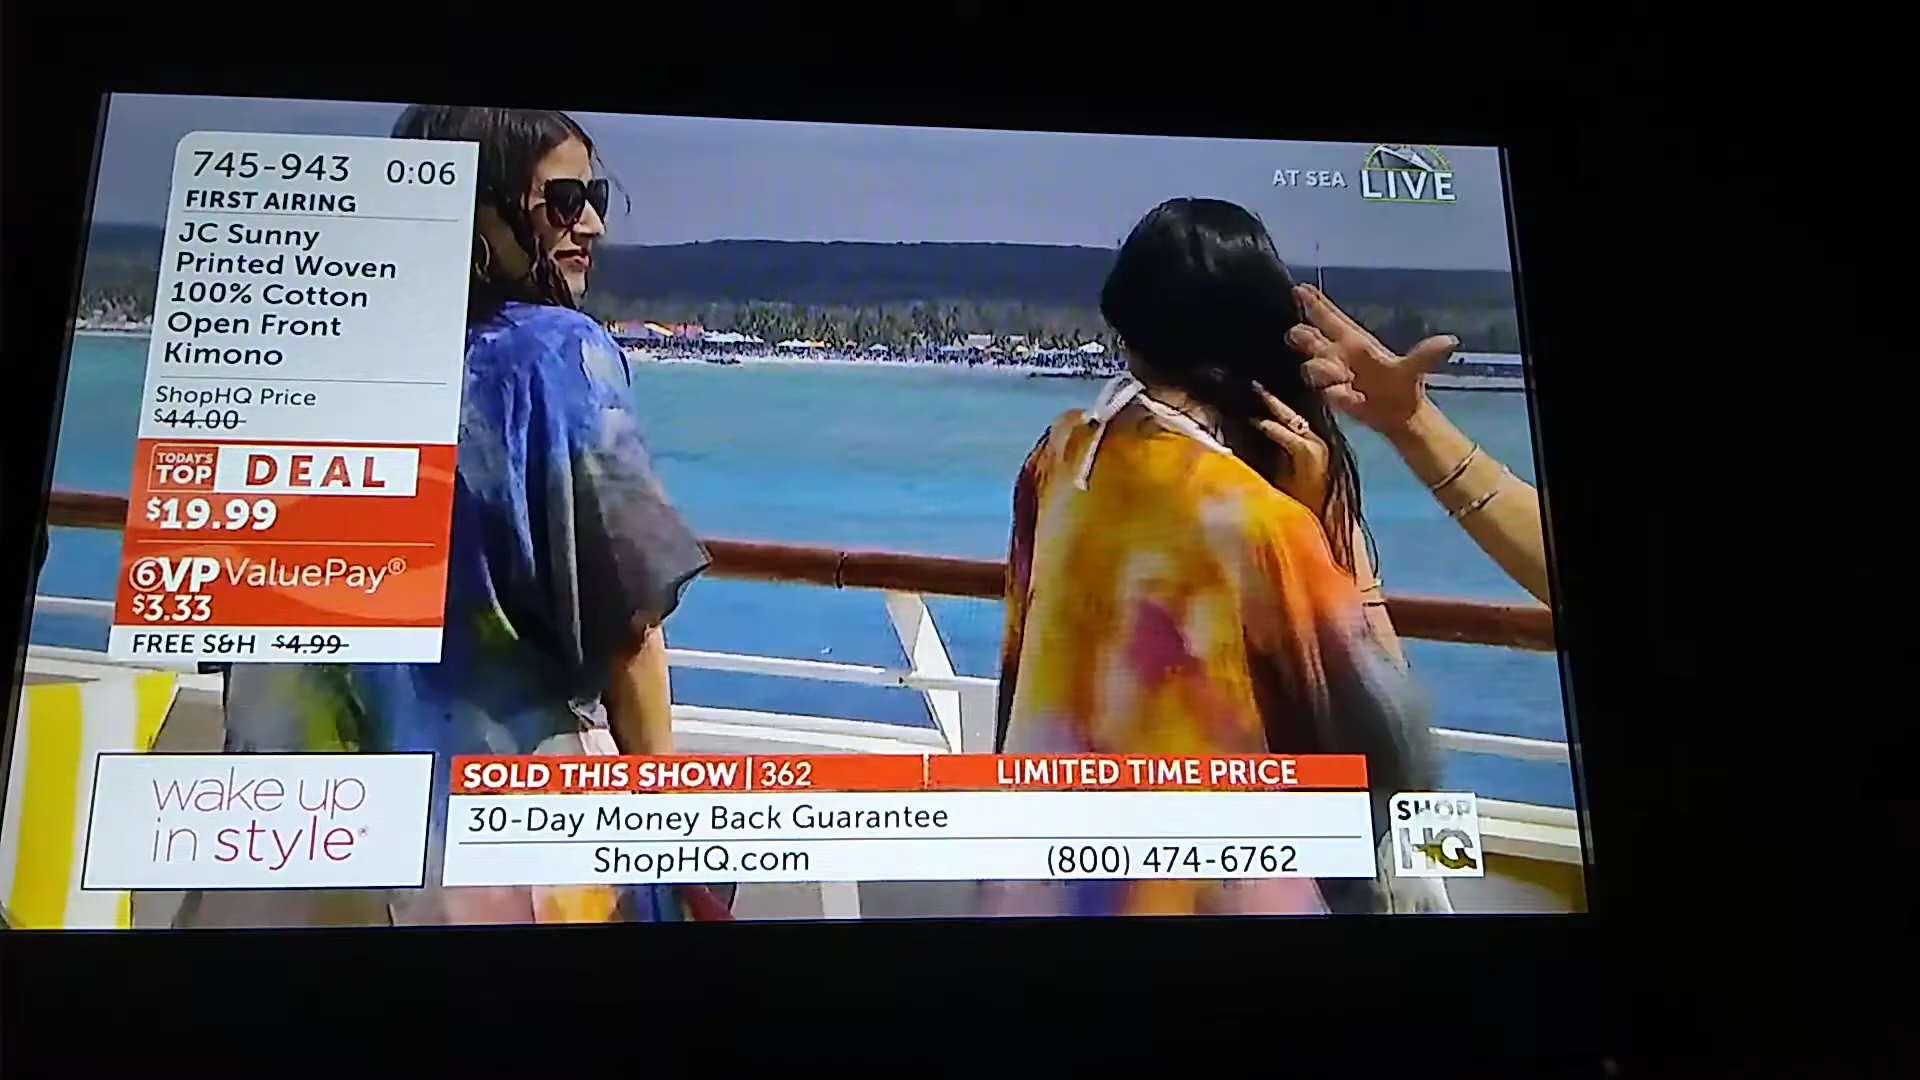 745-943 0:06
FIRST AIRING
JC Sunny
Printed Woven
100% Cotton
Open Front
Kimono
ShopHQ Price
$44.00
TODAY'S TOP DEAL
$19.99
6VP ValuePay®
$3.33
FREE S&H $4.99
AT SEA LIVE
wake up
in style®
SOLD THIS SHOW | 362 LIMITED TIME PRICE
30-Day Money Back Guarantee
ShopHQ.com (800) 474-6762
SHOP
HQ